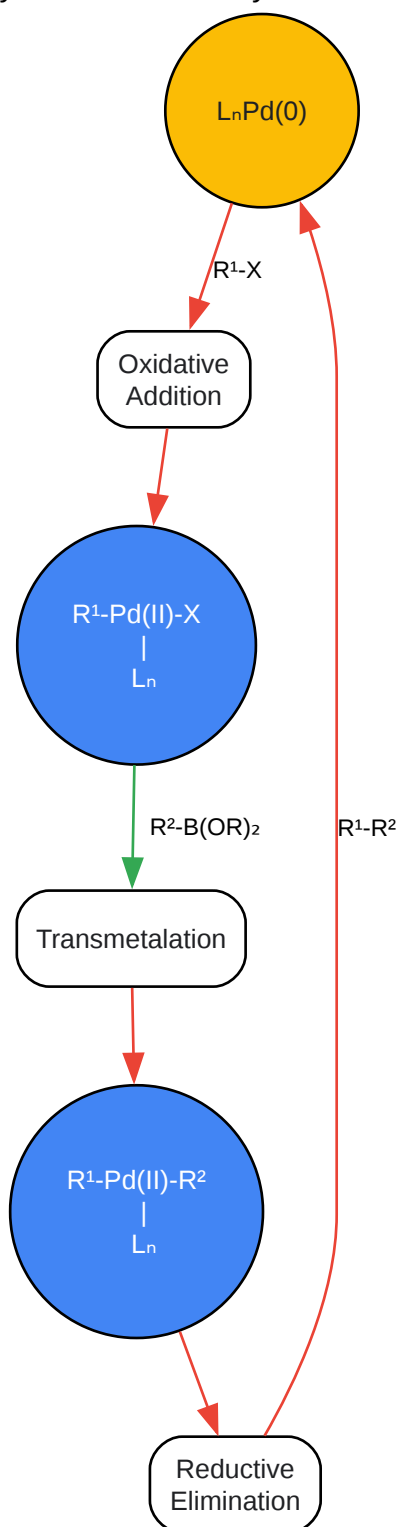 LₙPd(0)
R¹-X
Oxidative
Addition
R¹-Pd(II)-X
|
Lₙ
R²-B(OR)₂
R¹-R²
Transmetalation
R¹-Pd(II)-R²
|
Lₙ
Reductive
Elimination